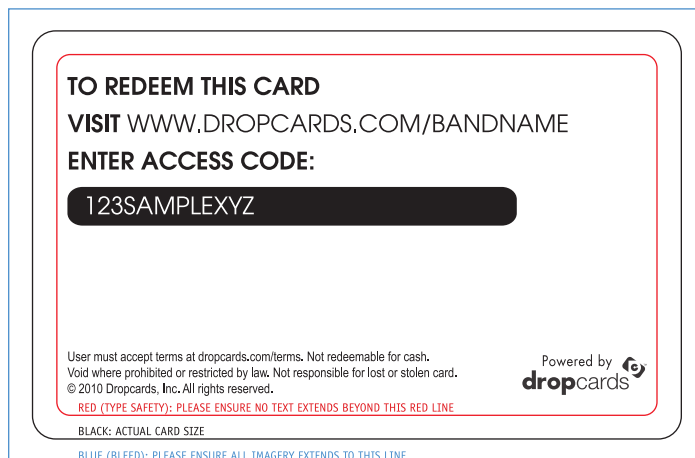 TO REDEEM THIS CARD
VISIT WWW.DROPCARDS.COM/BANDNAME
ENTER ACCESS CODE:
123SAMPLEXYZ
User must accept terms at dropcards.com/terms. Not redeemable for cash.
Void where prohibited or restricted by law. Not responsible for lost or stolen card.
© 2010 Dropcards, Inc. All rights reserved.
Powered by
dropcards
RED (TYPE SAFETY): PLEASE ENSURE NO TEXT EXTENDS BEYOND THIS RED LINE
BLACK: ACTUAL CARD SIZE
BLUE (BLEED): PLEASE ENSURE ALL IMAGERY EXTENDS TO THIS LINE